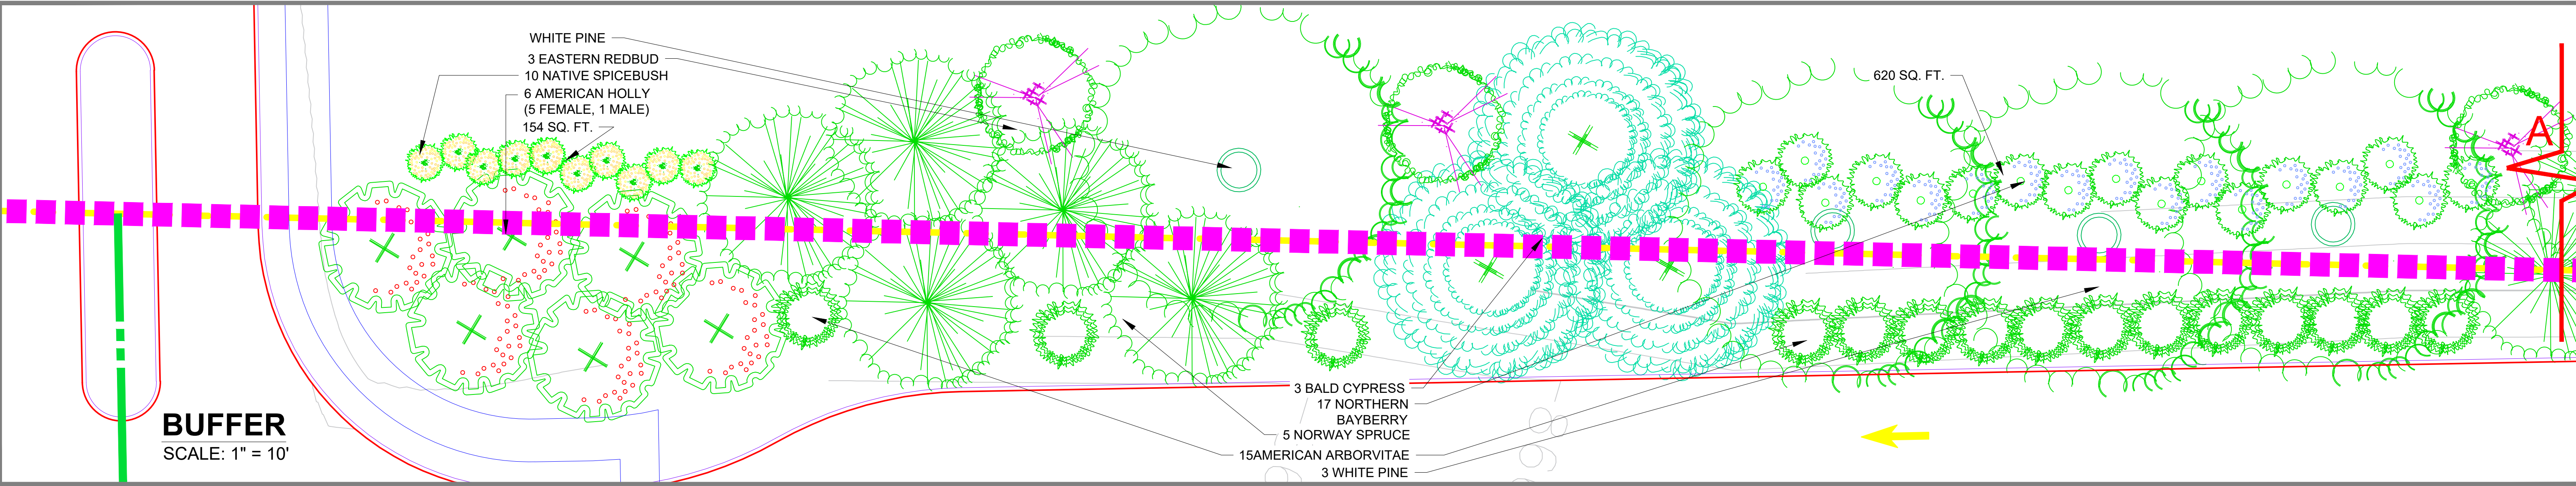 WHITE PINE
3 EASTERN REDBUD
10 NATIVE SPICEBUSH
6 AMERICAN HOLLY
(5 FEMALE, 1 MALE)
154 SQ. FT.
620 SQ. FT.
A
3 BALD CYPRESS
17 NORTHERN
BAYBERRY
5 NORWAY SPRUCE
15AMERICAN ARBORVITAE
3 WHITE PINE
BUFFER
SCALE: 1" = 10'